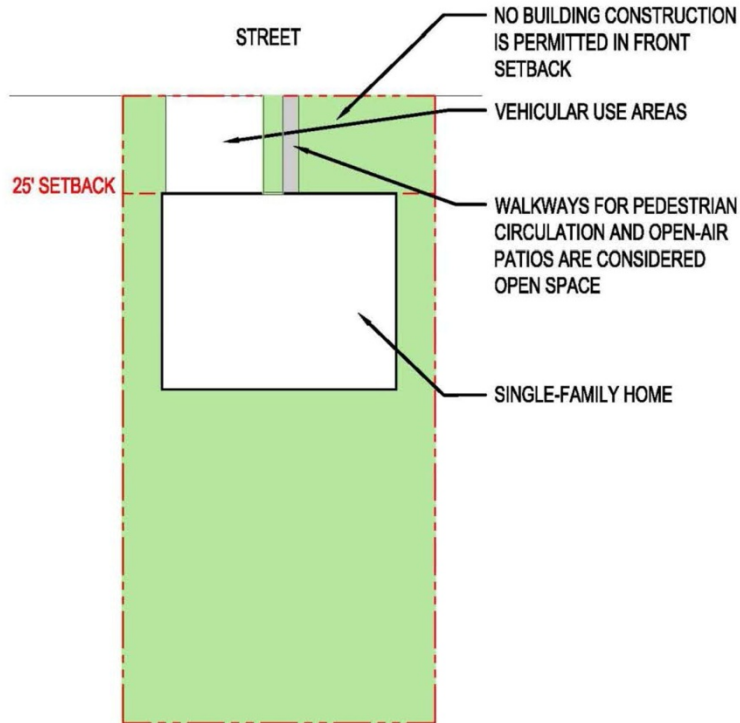 STREET
NO BUILDING CONSTRUCTION
IS PERMITTED IN FRONT
SETBACK
VEHICULAR USE AREAS
25' SETBACK
WALKWAYS FOR PEDESTRIAN
CIRCULATION AND OPEN-AIR
PATIOS ARE CONSIDERED
OPEN SPACE
SINGLE-FAMILY HOME